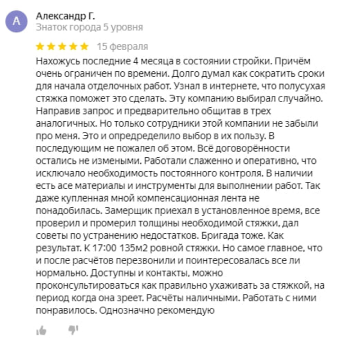 А
Александр Г.
Знаток города 5 уровня
15 февраля
Нахожусь последние 4 месяца в состоянии стройки. Причём
очень ограничен по времени. Долго думал как сократить сроки
для начала отделочных работ. Узнал в интернете, что полусухая
стяжка поможет это сделать. Эту компанию выбирал случайно.
Направив запрос и предварительно общитав в трех
аналогичных. Но только сотрудники этой компании не забыли
про меня. Это и опредределило выбор в их пользу. В
последующим не пожалел об этом. Всё договорённости
остались не измеными. Работали слаженно и оперативно, что
исключало необходимость постоянного контроля. В наличии
есть асе материалы и инструменты для выполнении работ. Так
даже купленная мной компенсационная лента не
понадобилась. Замерщик приехал в установленное время, все
проверил и промерил толщины необходимой стяжки, дал
советы по устранению недостатков. Бригада тоже. Как
результат. К 17:00 135м2 ровной стяжки. Но самое главное, что
и после расчётов перезвонили и поинтересовалась все ли
нормально. Доступны и контакты, можно
проконсультироваться как правильно ухаживать за стяжкой, на
период когда она зреет. Расчёты наличными. Работать с ними
понравилось. Однозначно рекомендую